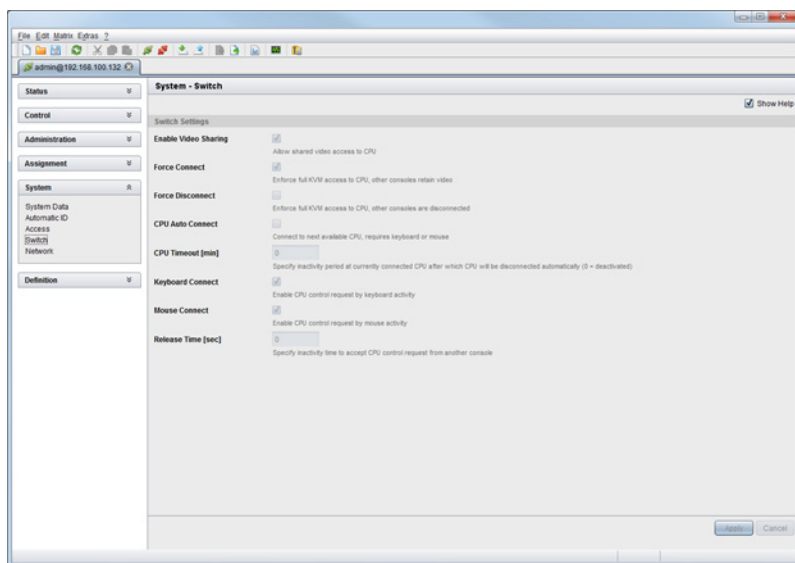 File Edit Matrix Extras ?
admin@192.168.100.132
Status
Control
Administration
Assignment
System
System Data
Automatic ID
Access
Switch
Network
Definition
System - Switch
Show Help
Switch Settings
Enable Video Sharing
Allow shared video access to CPU
Force Connect
Enforce full KVM access to CPU, other consoles retain video
Force Disconnect
Enforce full KVM access to CPU, other consoles are disconnected
CPU Auto Connect
Connect to next available CPU, requires keyboard or mouse
CPU Timeout [min]
0
Specify inactivity period at currently connected CPU after which CPU will be disconnected automatically (0 = deactivated)
Keyboard Connect
Enable CPU control request by keyboard activity
Mouse Connect
Enable CPU control request by mouse activity
Release Time [sec]
0
Specify inactivity time to accept CPU control request from another console
Apply
Cancel